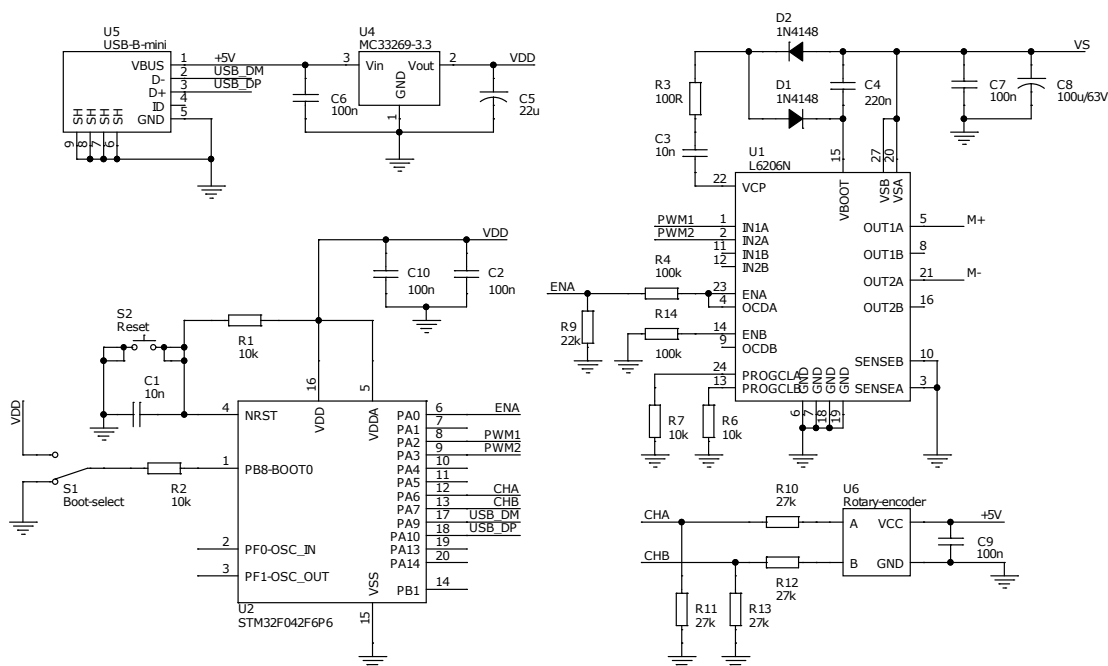 U5
USB-B-mini
VBUS 1 +5V
D- 2 USB_DM
D+ 3 USB_DP
ID 4
GND 5
SH SH SH SH
9 8 7 6
C6
100n
U4
MC33269-3.3
3 Vin Vout 2 VDD
GND
1
C5
22u
D2
1N4148
VS
R3
100R
D1
1N4148
C4
220n
C7
100n
C8
100u/63V
C3
10n
U1
L6206N
15
27
20
22 VCP
VBOOT
VSB
VSA
PWM1 1 IN1A
PWM2 2 IN2A
11 IN1B
12 IN2B
OUT1A 5 M+
OUT1B 8
OUT2A 21 M-
OUT2B 16
ENA
R4
100k
23 ENA
4 OCDA
R9
22k
R14
100k
14 ENB
9 OCDB
SENSEB 10
SENSEA 3
24 PROGCLA
13 PROGCLB
GND GND GND GND
6 7 18 19
R7
10k
R6
10k
VDD
C10
100n
C2
100n
S2
Reset
R1
10k
C1
10n
16
5
4 NRST
VDD
VDDA
VDD
S1
Boot-select
R2
10k
1 PB8-BOOT0
2 PF0-OSC_IN
3 PF1-OSC_OUT
PA0 6 ENA
PA1 7
PA2 8 PWM1
PA3 9 PWM2
PA4 10
PA5 11
PA6 12 CHA
PA7 13 CHB
PA9 17 USB_DM
PA10 18 USB_DP
PA13 19
PA14 20
PB1 14
VSS
15
U2
STM32F042F6P6
CHA
R10
27k
U6
Rotary-encoder
A VCC
+5V
C9
100n
CHB
R12
27k
B GND
R11
27k
R13
27k